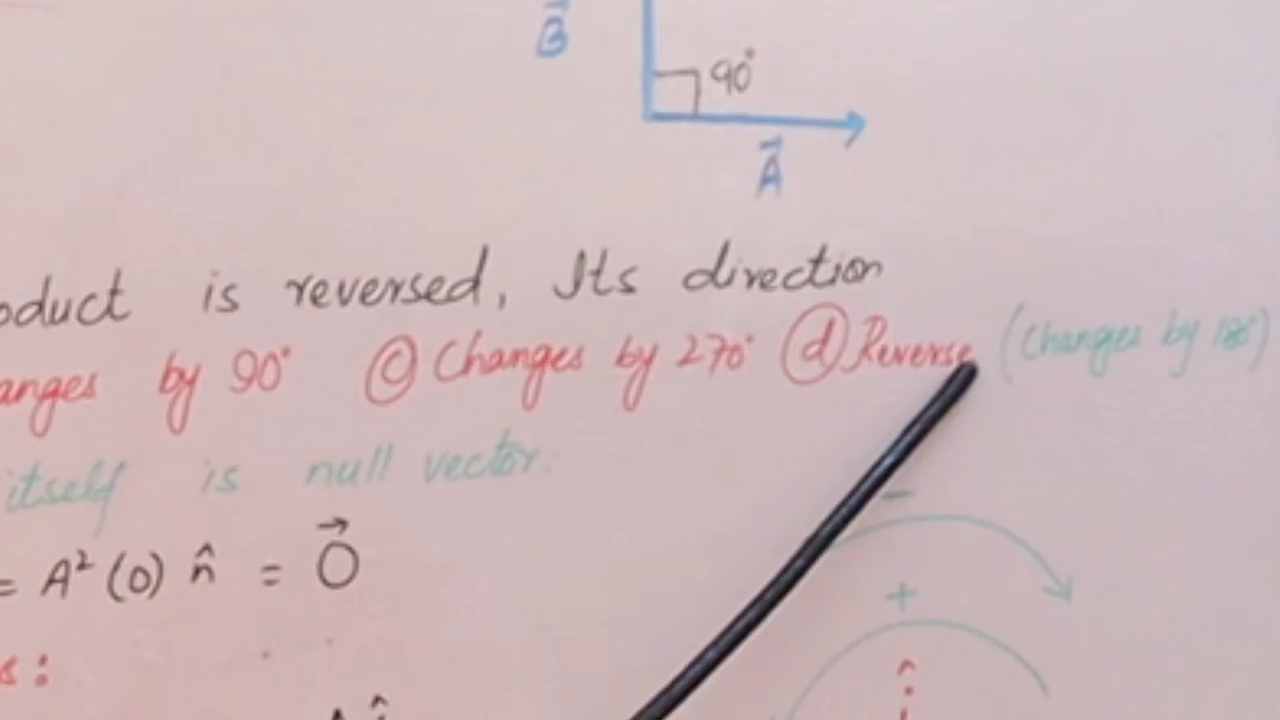 B⃗
90°
A⃗
oduct is reversed, Its direction
anges by 90° ⓒ Changes by 270° ⓓ Reverse (Changes by 180°)
itself is null vector.
= A² (0) n̂ = O⃗
s :
−
+
î
A î